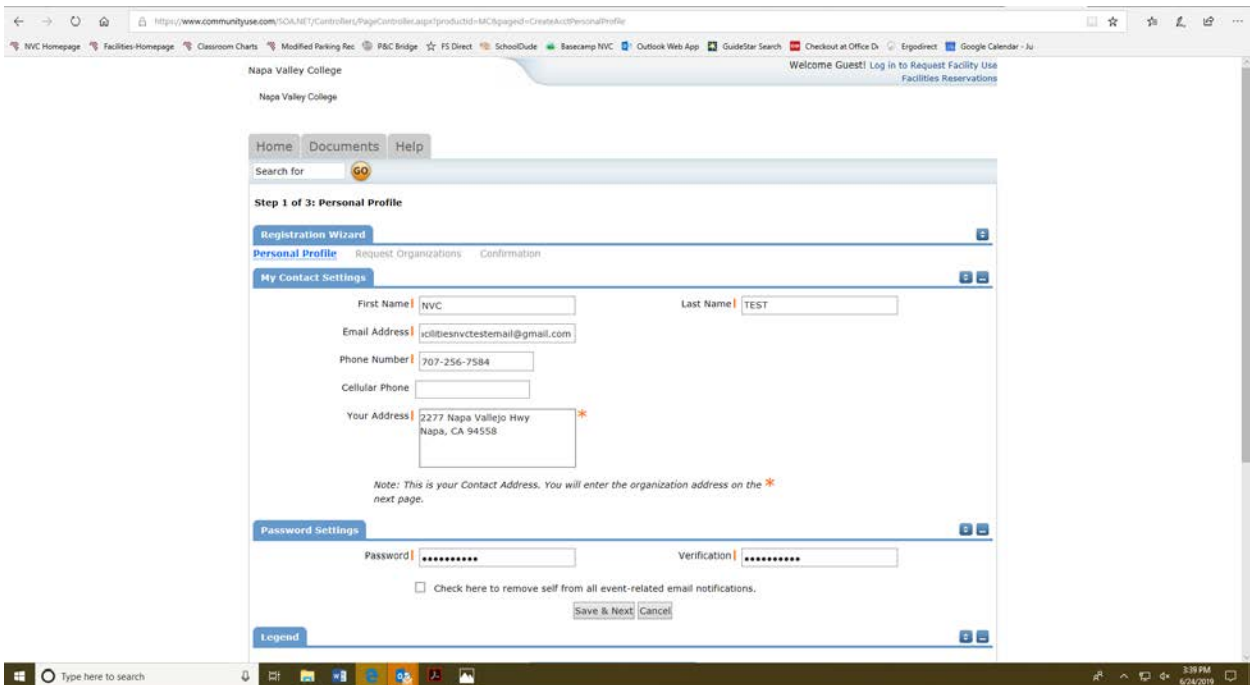 https://www.communityuse.com/SOA.NET/Controllers/PageController.aspx?productid=MC&pageid=CreateAcctPersonalProfile
NVC Homepage Facilities-Homepage Classroom Charts Modified Parking Rec P&C Bridge FS Direct SchoolDude Basecamp NVC Outlook Web App GuideStar Search Checkout at Office De Ergodirect Google Calendar - Ju
Napa Valley College
Welcome Guest! Log in to Request Facility Use
Facilities Reservations
Napa Valley College
Home Documents Help
Search for GO
Step 1 of 3: Personal Profile
Registration Wizard
Personal Profile Request Organizations Confirmation
My Contact Settings
First Name NVC Last Name TEST
Email Address cilitiesnvctestemail@gmail.com
Phone Number 707-256-7584
Cellular Phone
Your Address 2277 Napa Vallejo Hwy *
Napa, CA 94558
Note: This is your Contact Address. You will enter the organization address on the *
next page.
Password Settings
Password •••••••••• Verification ••••••••••
Check here to remove self from all event-related email notifications.
Save & Next Cancel
Legend
Type here to search
3:39 PM
6/24/2019